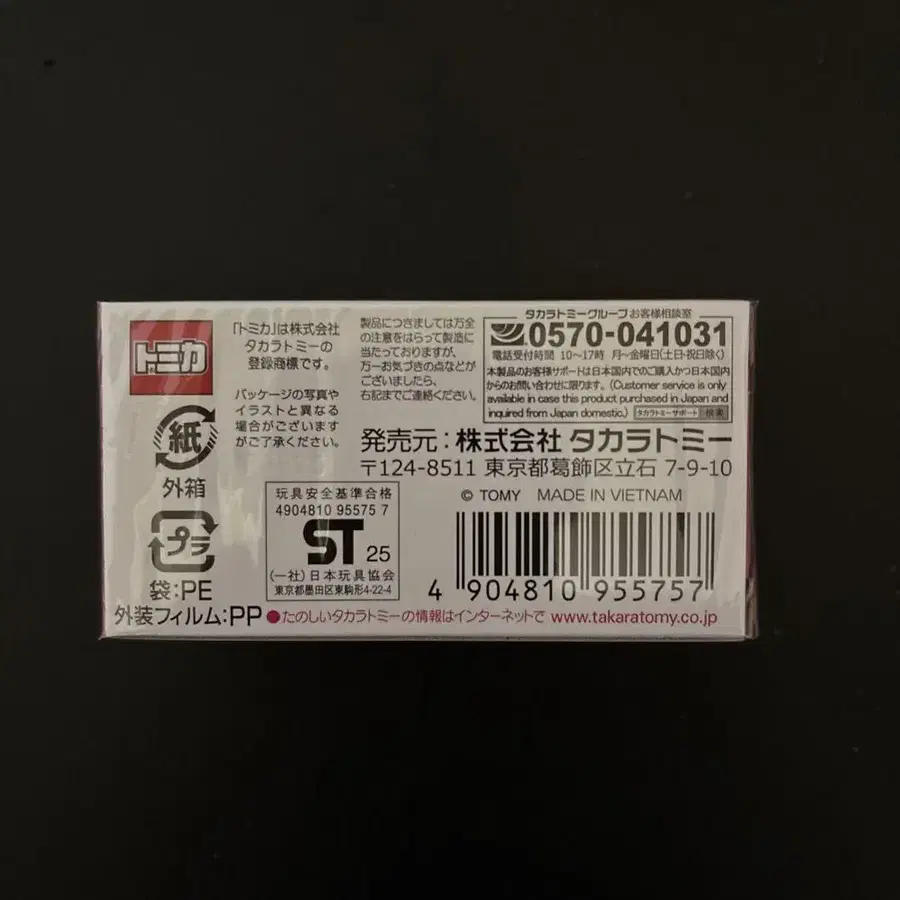 トミカ
「トミカ」は株式会社
タカラトミーの
登録商標です。
パッケージの写真や
イラストと異なる
場合がございます
がご了承ください。
製品につきましては万全
の注意をはらって製造に
当たっておりますが、
万一お気づきの点などが
ございましたら、
右記までご連絡ください。
タカラトミーグループ お客様相談室
0570-041031
電話受付時間 10〜17時 月〜金曜日(土日・祝日除く)
本製品のお客様サポートは日本国内でのご購入かつ日本国内
からのお問い合わせに限ります。(Customer service is only
available in case this product purchased in Japan and
inquired from Japan domestic.) タカラトミーサポート 検索
発売元：株式会社 タカラトミー
〒124-8511 東京都葛飾区立石 7-9-10
© TOMY MADE IN VIETNAM
紙
外箱
プラ
袋:PE
外装フィルム:PP
玩具安全基準合格
4904810 95575 7
ST 25
(一社)日本玩具協会
東京都墨田区東駒形4-22-4
4 904810 955757
●たのしいタカラトミーの情報はインターネットで www.takaratomy.co.jp